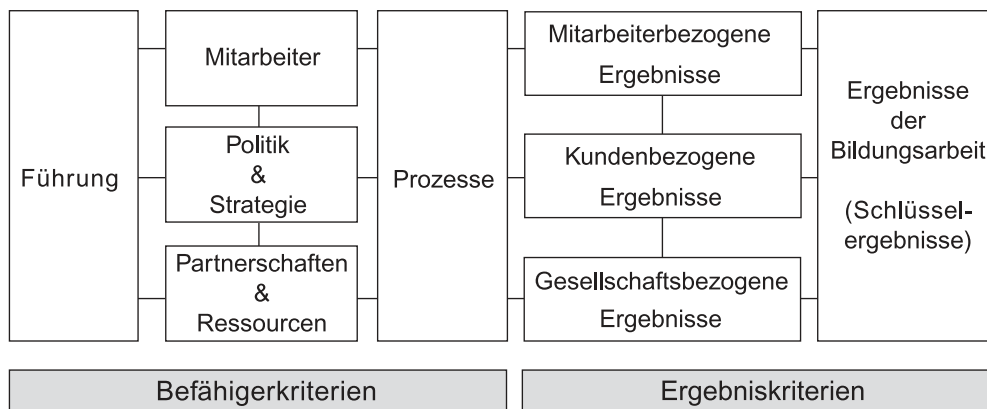 Führung
Mitarbeiter
Politik
&
Strategie
Partnerschaften
&
Ressourcen
Prozesse
Mitarbeiterbezogene
Ergebnisse
Kundenbezogene
Ergebnisse
Gesellschaftsbezogene
Ergebnisse
Ergebnisse
der
Bildungsarbeit
(Schlüssel-
ergebnisse)
Befähigerkriterien
Ergebniskriterien